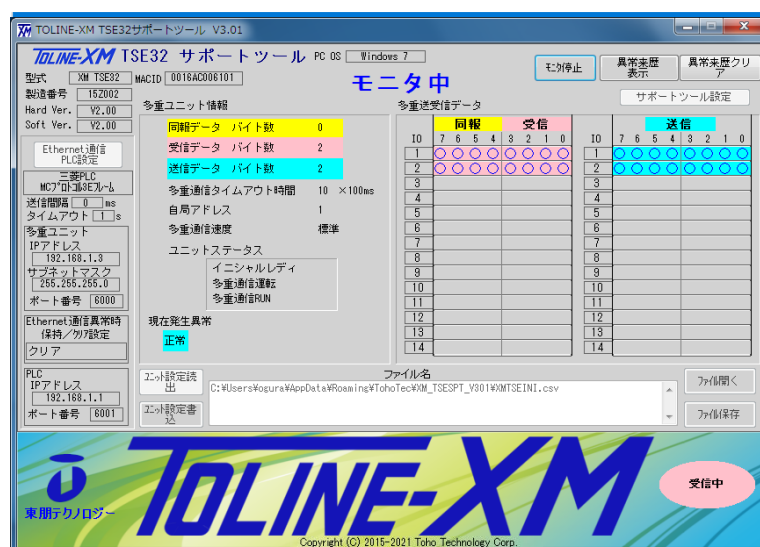 TOLINE-XM TSE32サポートツール V3.01
TOLINE-XM TSE32 サポートツール PC OS Windows 7
型式 XM TSE32 MACID 0016AC006101
モニタ中
モニタ停止
異常来歴表示
異常来歴クリア
製造番号 15Z002
サポートツール設定
Hard Ver. V2.00
Soft Ver. V2.00
多重ユニット情報
同報データ バイト数 0
受信データ バイト数 2
送信データ バイト数 2
多重通信タイムアウト時間 10 ×100ms
自局アドレス 1
多重通信速度 標準
ユニットステータス
イニシャルレディ
多重通信運転
多重通信RUN
現在発生異常
正常
多重送受信データ
同報 受信 送信
IO 7 6 5 4 3 2 1 0 IO 7 6 5 4 3 2 1 0
1 1
2 2
3 3
4 4
5 5
6 6
7 7
8 8
9 9
10 10
11 11
12 12
13 13
14 14
Ethernet通信
PLC設定
三菱PLC
MCプロトコル3Eフレーム
送信間隔 0 ms
タイムアウト 1 s
多重ユニット
IPアドレス
192.168.1.3
サブネットマスク
255.255.255.0
ポート番号 6000
Ethernet通信異常時
保持/クリア設定
クリア
PLC
IPアドレス
192.168.1.1
ポート番号 6001
ユニット設定読出
ユニット設定書込
ファイル名
C:¥Users¥ogura¥AppData¥Roaming¥TohoTec¥XM_TSESPT_V301¥XMTSEINI.csv
ファイル開く
ファイル保存
東朋テクノロジー
TOLINE-XM
受信中
Copyright (C) 2015-2021 Toho Technology Corp.